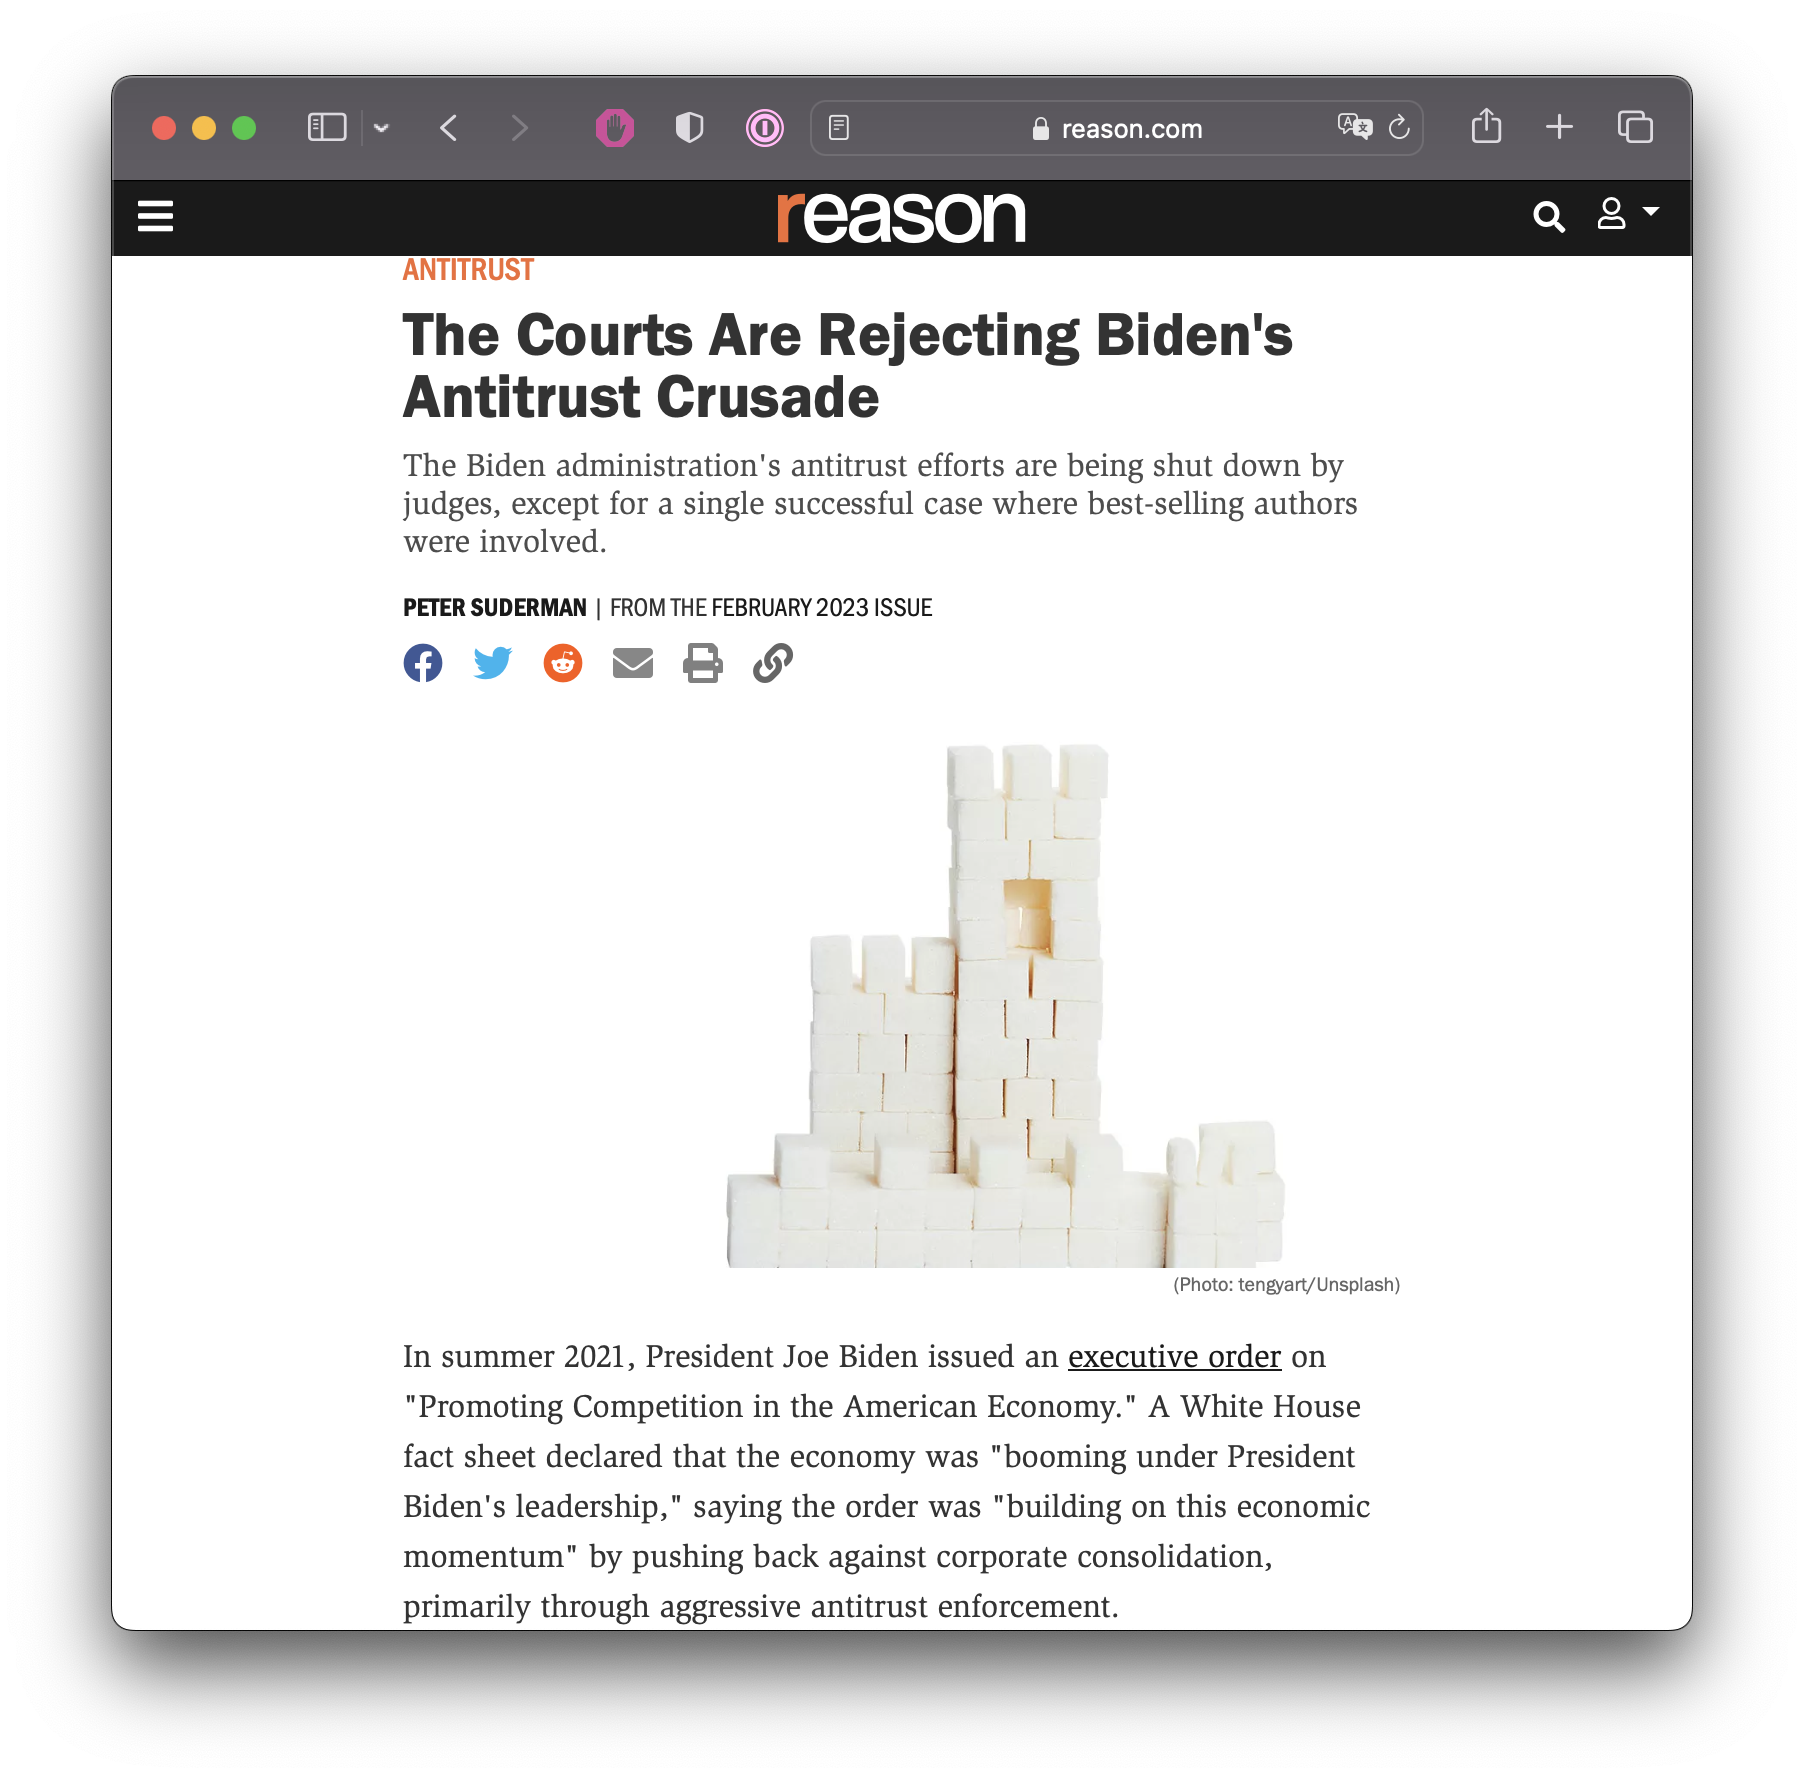 reason.com
reason
ANTITRUST
The Courts Are Rejecting Biden's
Antitrust Crusade
The Biden administration's antitrust efforts are being shut down by
judges, except for a single successful case where best-selling authors
were involved.
PETER SUDERMAN | FROM THE FEBRUARY 2023 ISSUE
(Photo: tengyart/Unsplash)
In summer 2021, President Joe Biden issued an executive order on
"Promoting Competition in the American Economy." A White House
fact sheet declared that the economy was "booming under President
Biden's leadership," saying the order was "building on this economic
momentum" by pushing back against corporate consolidation,
primarily through aggressive antitrust enforcement.